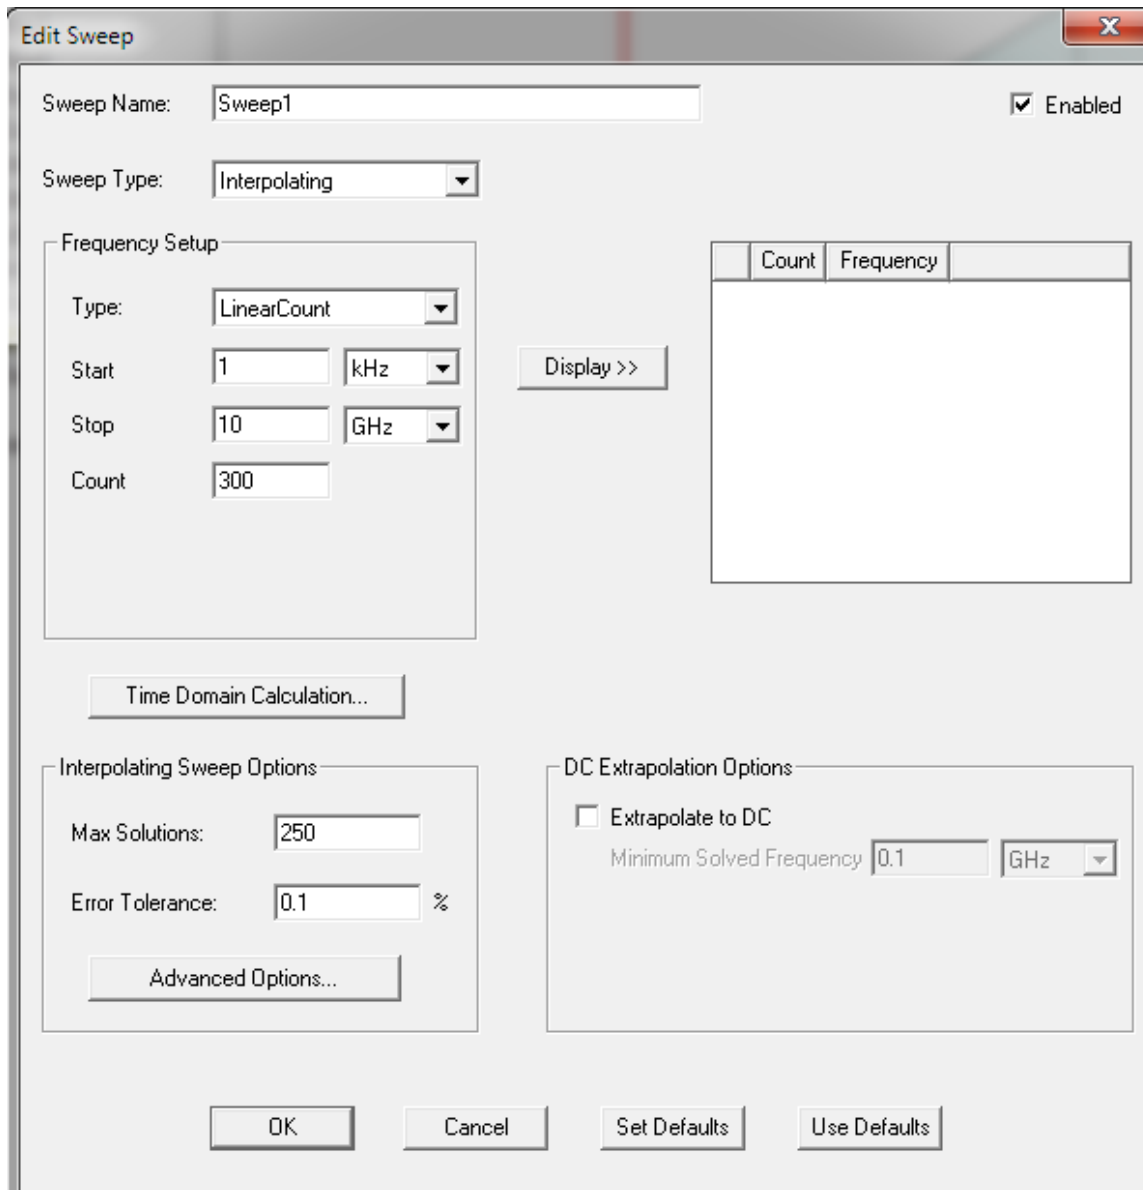 Edit Sweep
X
Sweep Name: Sweep1 Enabled
Sweep Type: Interpolating
Frequency Setup
Type: LinearCount
Start 1 kHz
Stop 10 GHz
Count 300
Display >>
Count Frequency
Time Domain Calculation...
Interpolating Sweep Options
Max Solutions: 250
Error Tolerance: 0.1 %
Advanced Options...
DC Extrapolation Options
Extrapolate to DC
Minimum Solved Frequency 0.1 GHz
OK Cancel Set Defaults Use Defaults